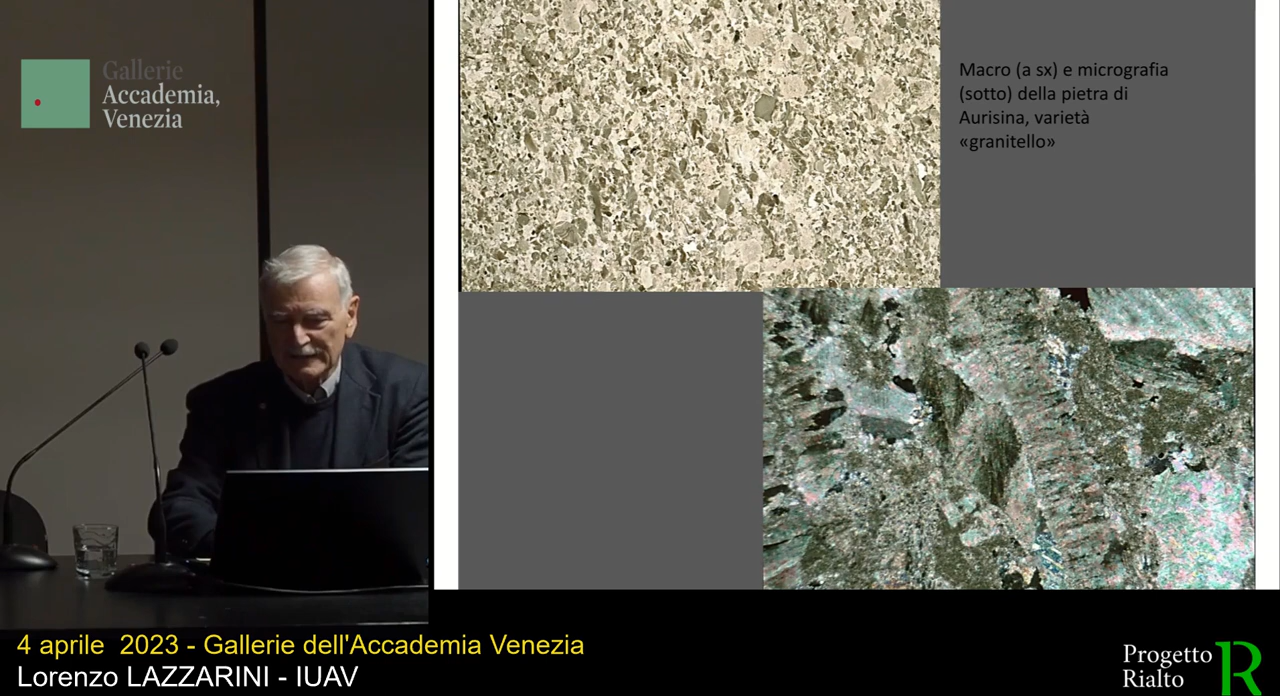 Gallerie
Accademia,
Venezia
Macro (a sx) e micrografia
(sotto) della pietra di
Aurisina, varietà
«granitello»
4 aprile  2023 - Gallerie dell'Accademia Venezia
Lorenzo LAZZARINI - IUAV
Progetto
Rialto
R